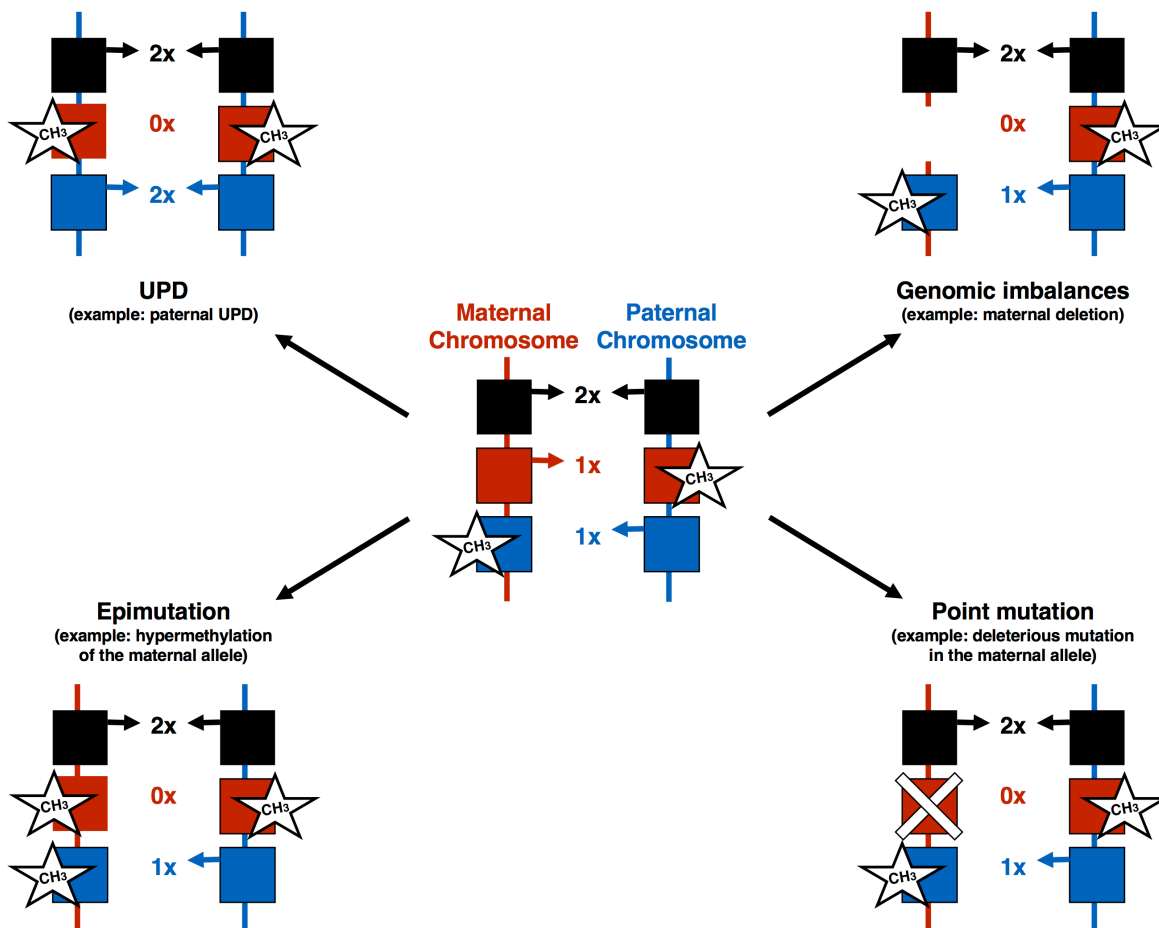 2x
CH3
0x
CH3
2x
UPD
(example: paternal UPD)
2x
0x
CH3
CH3
1x
Genomic imbalances
(example: maternal deletion)
Maternal
Chromosome
Paternal
Chromosome
2x
1x
CH3
CH3
1x
Epimutation
(example: hypermethylation
of the maternal allele)
2x
CH3
0x
CH3
CH3
1x
Point mutation
(example: deleterious mutation
in the maternal allele)
2x
0x
CH3
CH3
1x